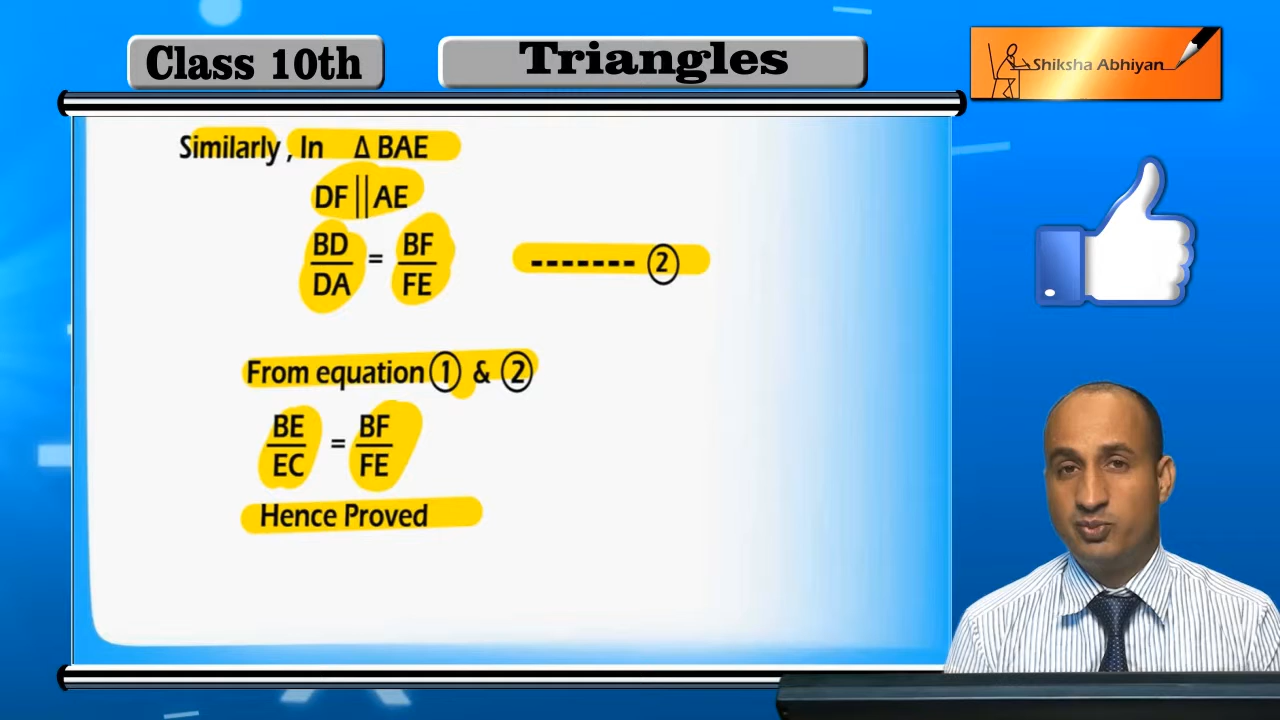 Class 10th
Triangles
Shiksha Abhiyan
Similarly , In Δ BAE
DF||AE
BD/DA = BF/FE ------- ②
From equation ① & ②
BE/EC = BF/FE
Hence Proved